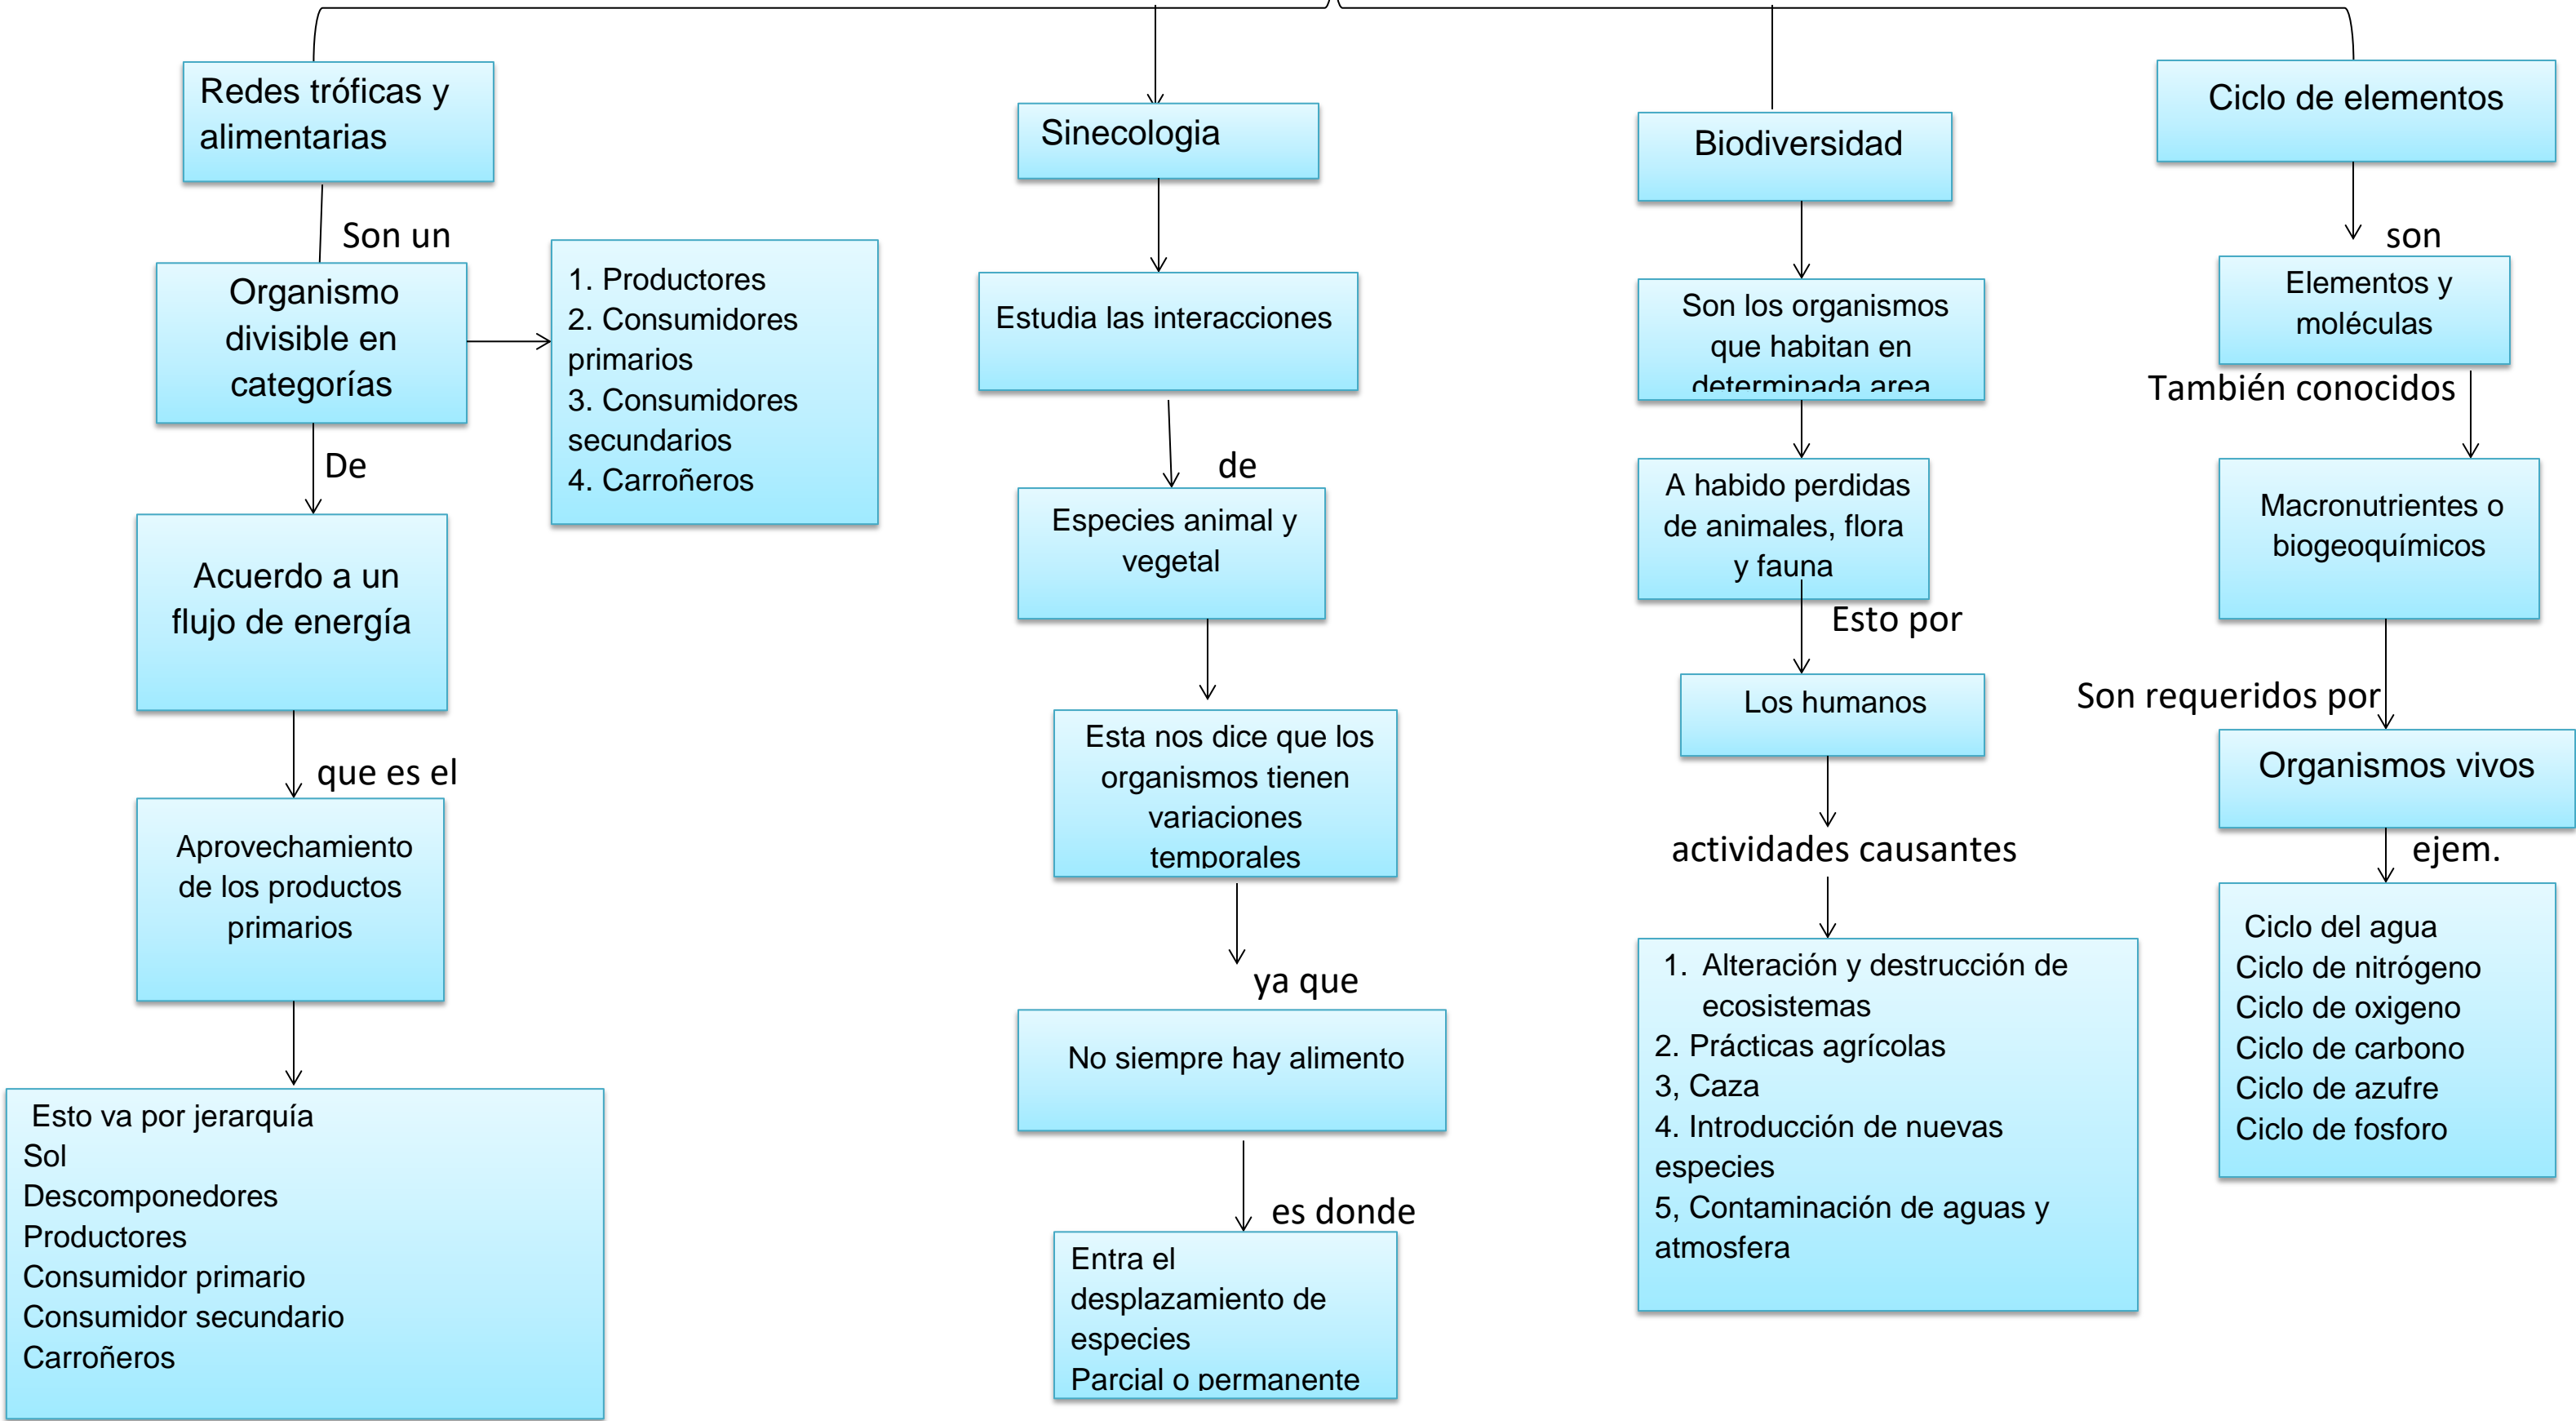 Redes tróficas y
alimentarias
Son un
Organismo
divisible en
categorías
1. Productores
2. Consumidores
primarios
3. Consumidores
secundarios
4. Carroñeros
De
Acuerdo a un
flujo de energía
que es el
Aprovechamiento
de los productos
primarios
Esto va por jerarquía
Sol
Descomponedores
Productores
Consumidor primario
Consumidor secundario
Carroñeros
Sinecologia
Estudia las interacciones
de
Especies animal y
vegetal
Esta nos dice que los
organismos tienen
variaciones
temporales
ya que
No siempre hay alimento
es donde
Entra el
desplazamiento de
especies
Parcial o permanente
Biodiversidad
Son los organismos
que habitan en
determinada area
A habido perdidas
de animales, flora
y fauna
Esto por
Los humanos
actividades causantes
1. Alteración y destrucción de
ecosistemas
2. Prácticas agrícolas
3, Caza
4. Introducción de nuevas
especies
5, Contaminación de aguas y
atmosfera
Ciclo de elementos
son
Elementos y
moléculas
También conocidos
Macronutrientes o
biogeoquímicos
Son requeridos por
Organismos vivos
ejem.
Ciclo del agua
Ciclo de nitrógeno
Ciclo de oxigeno
Ciclo de carbono
Ciclo de azufre
Ciclo de fosforo